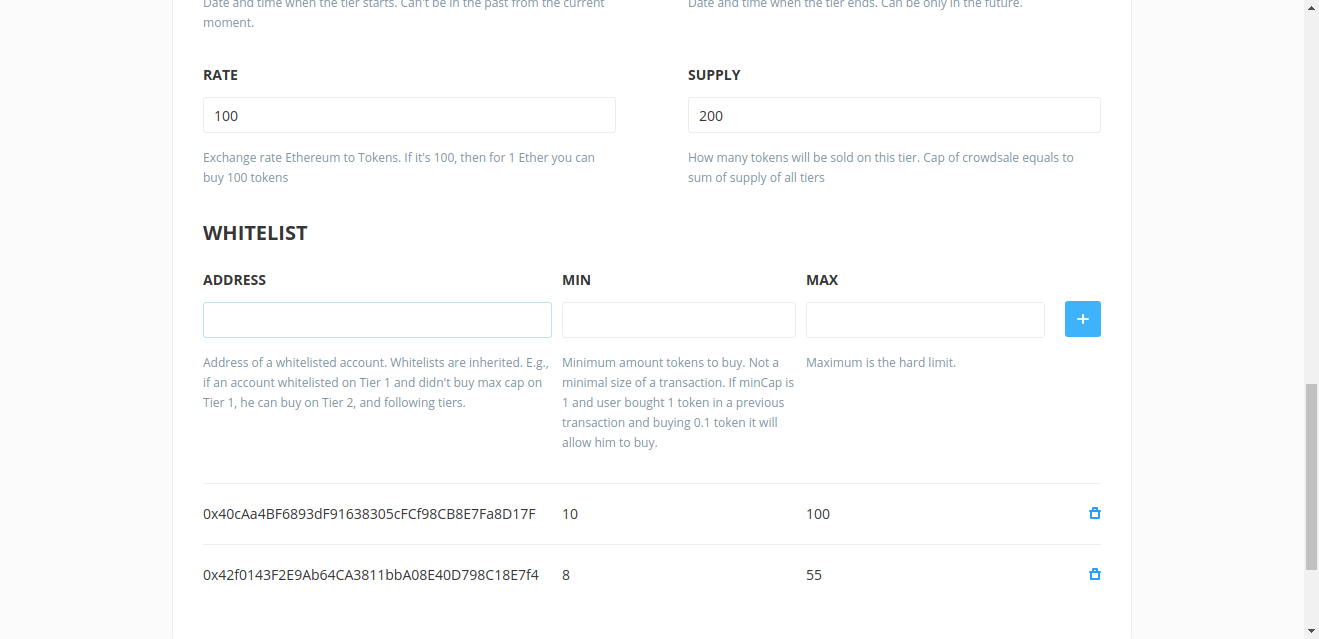 Date and time when the tier starts. Can't be in the past from the current
moment.
Date and time when the tier ends. Can be only in the future.
RATE
100
Exchange rate Ethereum to Tokens. If it's 100, then for 1 Ether you can
buy 100 tokens
SUPPLY
200
How many tokens will be sold on this tier. Cap of crowdsale equals to
sum of supply of all tiers
WHITELIST
ADDRESS
Address of a whitelisted account. Whitelists are inherited. E.g.,
if an account whitelisted on Tier 1 and didn't buy max cap on
Tier 1, he can buy on Tier 2, and following tiers.
MIN
Minimum amount tokens to buy. Not a
minimal size of a transaction. If minCap is
1 and user bought 1 token in a previous
transaction and buying 0.1 token it will
allow him to buy.
MAX
Maximum is the hard limit.
+
0x40cAa4BF6893dF91638305cFCf98CB8E7Fa8D17F 10 100
0x42f0143F2E9Ab64CA3811bbA08E40D798C18E7f4 8 55